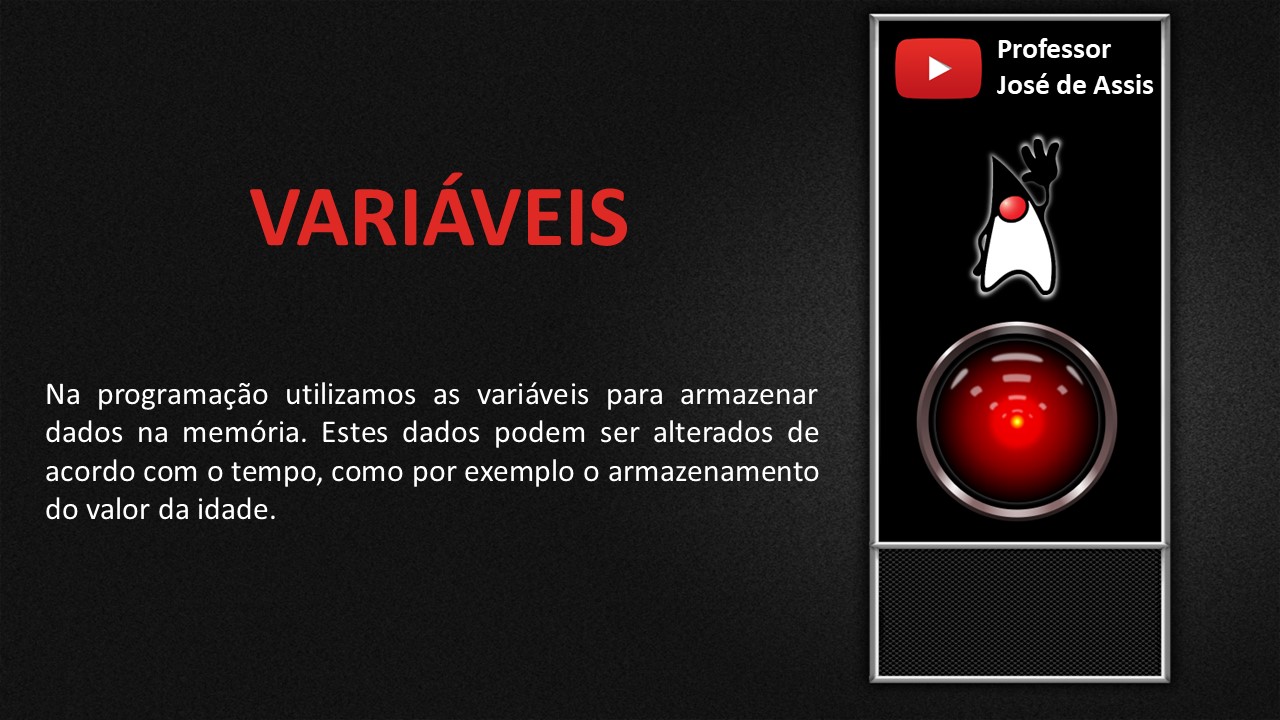 Professor
José de Assis
VARIÁVEIS
Na programação utilizamos as variáveis para armazenar
dados na memória. Estes dados podem ser alterados de
acordo com o tempo, como por exemplo o armazenamento
do valor da idade.